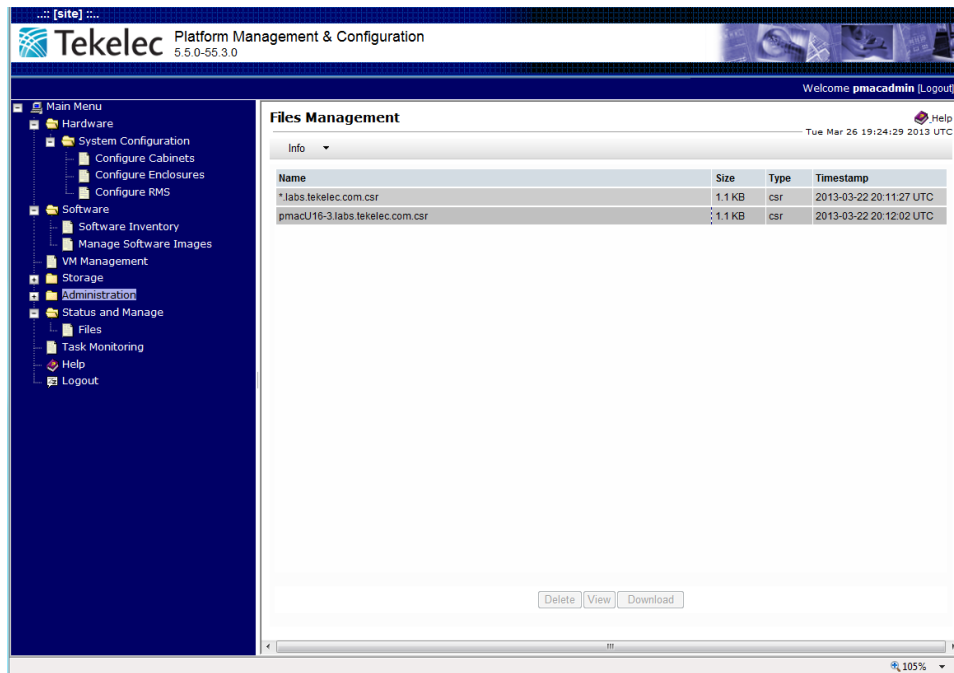 ..:: [site] ::..
Tekelec Platform Management & Configuration
5.5.0-55.3.0
Welcome pmacadmin [Logout]
Main Menu
Hardware
System Configuration
Configure Cabinets
Configure Enclosures
Configure RMS
Software
Software Inventory
Manage Software Images
VM Management
Storage
Administration
Status and Manage
Files
Task Monitoring
Help
Logout
Files Management
Help
Tue Mar 26 19:24:29 2013 UTC
Info
Name Size Type Timestamp
*.labs.tekelec.com.csr 1.1 KB csr 2013-03-22 20:11:27 UTC
pmacU16-3.labs.tekelec.com.csr 1.1 KB csr 2013-03-22 20:12:02 UTC
Delete View Download
105%